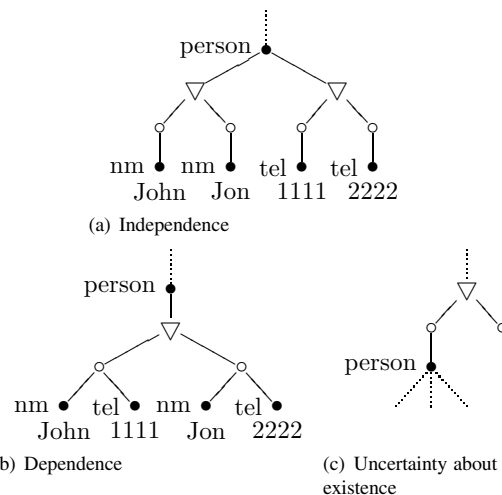 person
nm nm tel tel
John Jon 1111 2222
(a) Independence
person
person
nm tel nm tel
John 1111 Jon 2222
b) Dependence
(c) Uncertainty about
existence